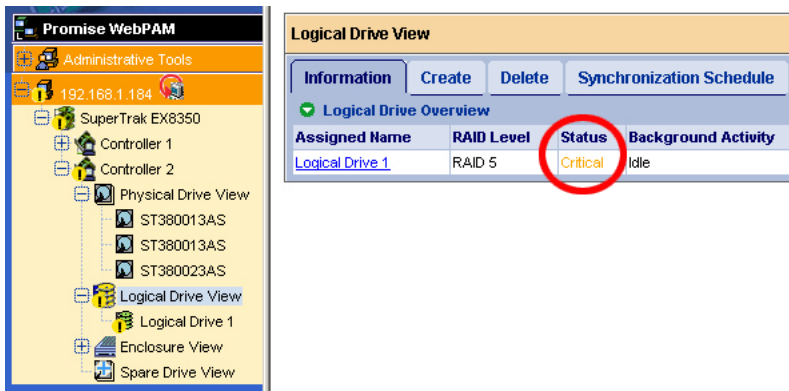 Promise WebPAM
Administrative Tools
192.168.1.184
SuperTrak EX8350
Controller 1
Controller 2
Physical Drive View
ST380013AS
ST380013AS
ST380023AS
Logical Drive View
Logical Drive 1
Enclosure View
Spare Drive View
Logical Drive View
Information Create Delete Synchronization Schedule
Logical Drive Overview
Assigned Name RAID Level Status Background Activity
Logical Drive 1 RAID 5 Critical Idle